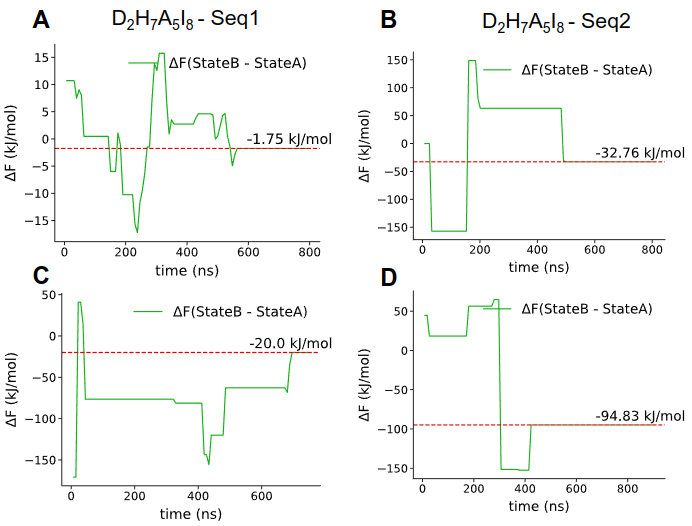 A
D₂H₇A₅I₈ - Seq1
ΔF(StateB - StateA)
-1.75 kJ/mol
15
10
5
0
−5
−10
−15
ΔF (kJ/mol)
0
200
400
600
800
time (ns)
B
D₂H₇A₅I₈ - Seq2
ΔF(StateB - StateA)
-32.76 kJ/mol
150
100
50
0
−50
−100
−150
ΔF (kJ/mol)
0
200
400
600
800
time (ns)
C
ΔF(StateB - StateA)
-20.0 kJ/mol
50
0
−50
−100
−150
ΔF (kJ/mol)
0
200
400
600
time (ns)
D
ΔF(StateB - StateA)
-94.83 kJ/mol
50
0
−50
−100
−150
ΔF (kJ/mol)
0
200
400
600
800
time (ns)